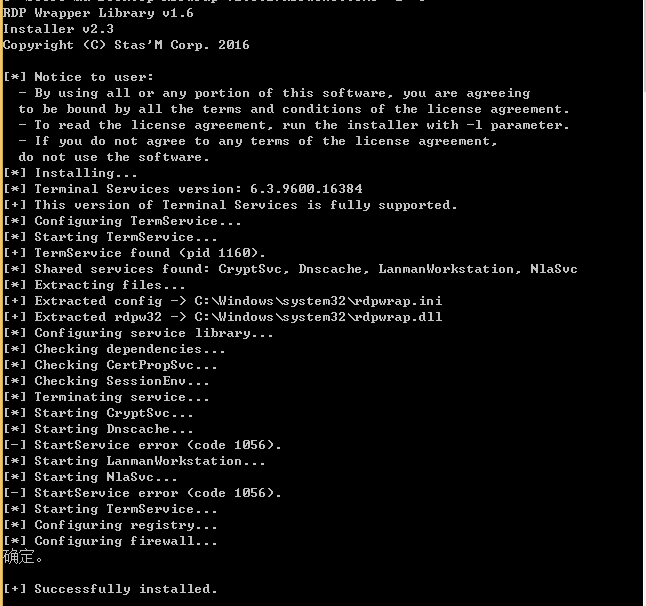 RDP Wrapper Library v1.6
Installer v2.3
Copyright (C) Stas'M Corp. 2016
[*] Notice to user:
- By using all or any portion of this software, you are agreeing
to be bound by all the terms and conditions of the license agreement.
- To read the license agreement, run the installer with -l parameter.
- If you do not agree to any terms of the license agreement,
do not use the software.
[*] Installing...
[*] Terminal Services version: 6.3.9600.16384
[+] This version of Terminal Services is fully supported.
[*] Configuring TermService...
[*] Starting TermService...
[+] TermService found (pid 1160).
[*] Shared services found: CryptSvc, Dnscache, LanmanWorkstation, NlaSvc
[*] Extracting files...
[+] Extracted config -> C:\Windows\system32\rdpwrap.ini
[+] Extracted rdpw32 -> C:\Windows\system32\rdpwrap.dll
[*] Configuring service library...
[*] Checking dependencies...
[*] Checking CertPropSvc...
[*] Checking SessionEnv...
[*] Terminating service...
[*] Starting CryptSvc...
[*] Starting Dnscache...
[-] StartService error (code 1056).
[*] Starting LanmanWorkstation...
[*] Starting NlaSvc...
[-] StartService error (code 1056).
[*] Starting TermService...
[*] Configuring registry...
[*] Configuring firewall...
确定。
[+] Successfully installed.